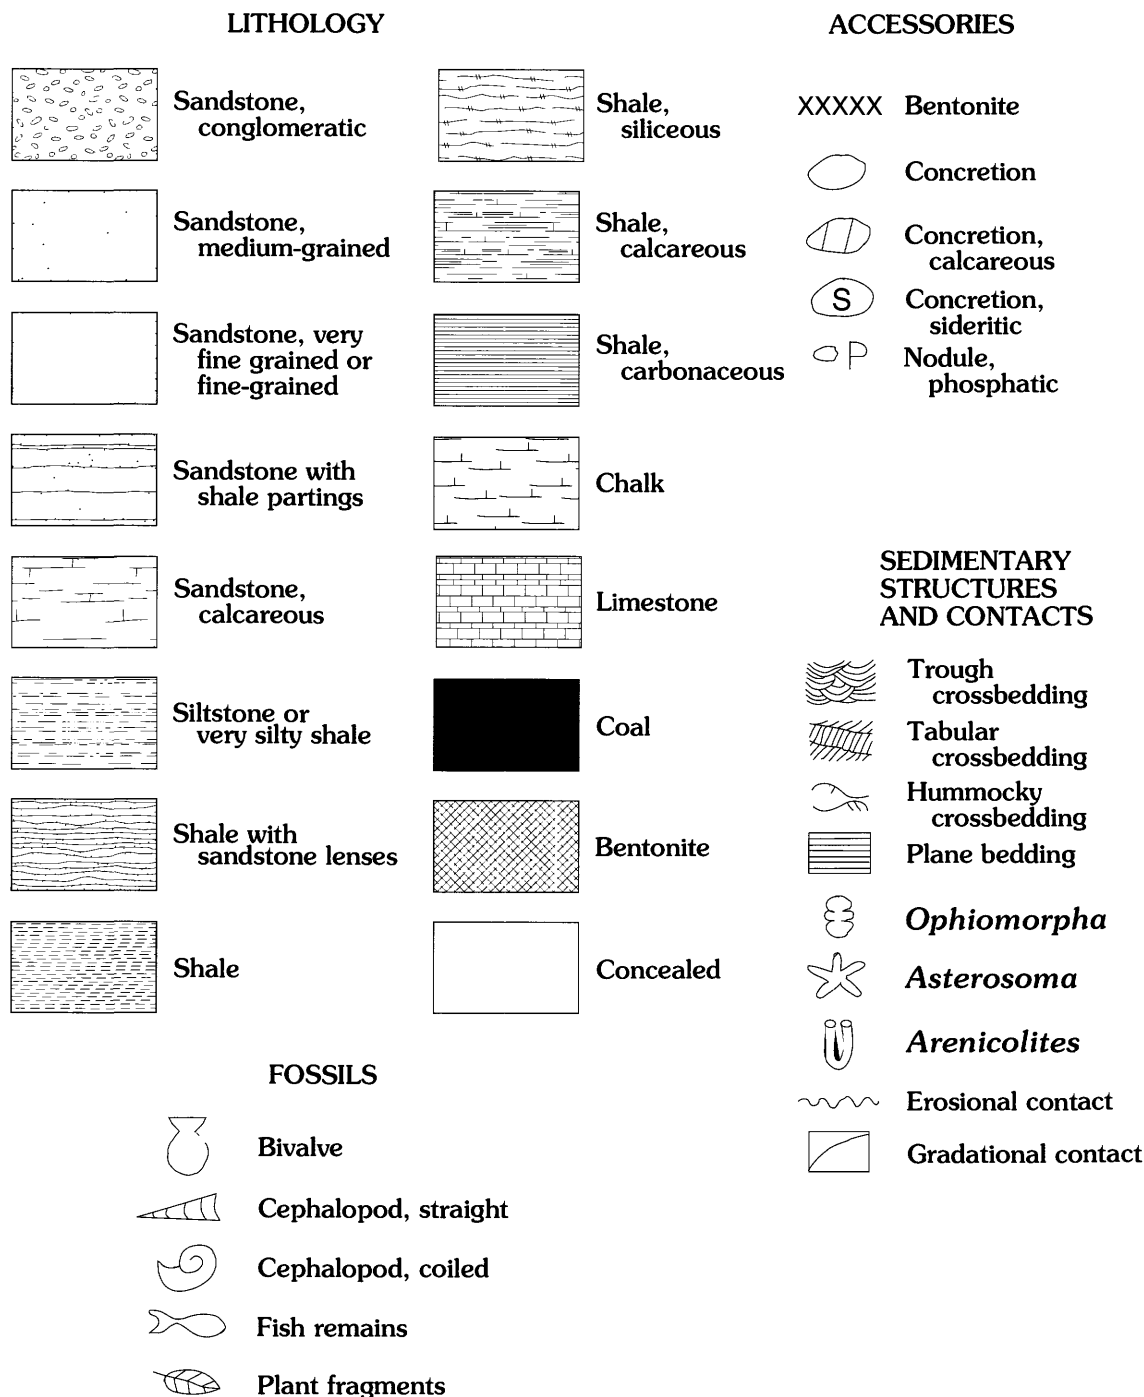 LITHOLOGY
Sandstone,
conglomeratic
Sandstone,
medium-grained
Sandstone, very
fine grained or
fine-grained
Sandstone with
shale partings
Sandstone,
calcareous
Siltstone or
very silty shale
Shale with
sandstone lenses
Shale
Shale,
siliceous
Shale,
calcareous
Shale,
carbonaceous
Chalk
Limestone
Coal
Bentonite
Concealed
FOSSILS
Bivalve
Cephalopod, straight
Cephalopod, coiled
Fish remains
Plant fragments
ACCESSORIES
XXXXX Bentonite
Concretion
Concretion,
calcareous
S Concretion,
sideritic
P Nodule,
phosphatic
SEDIMENTARY
STRUCTURES
AND CONTACTS
Trough
crossbedding
Tabular
crossbedding
Hummocky
crossbedding
Plane bedding
Ophiomorpha
Asterosoma
Arenicolites
Erosional contact
Gradational contact